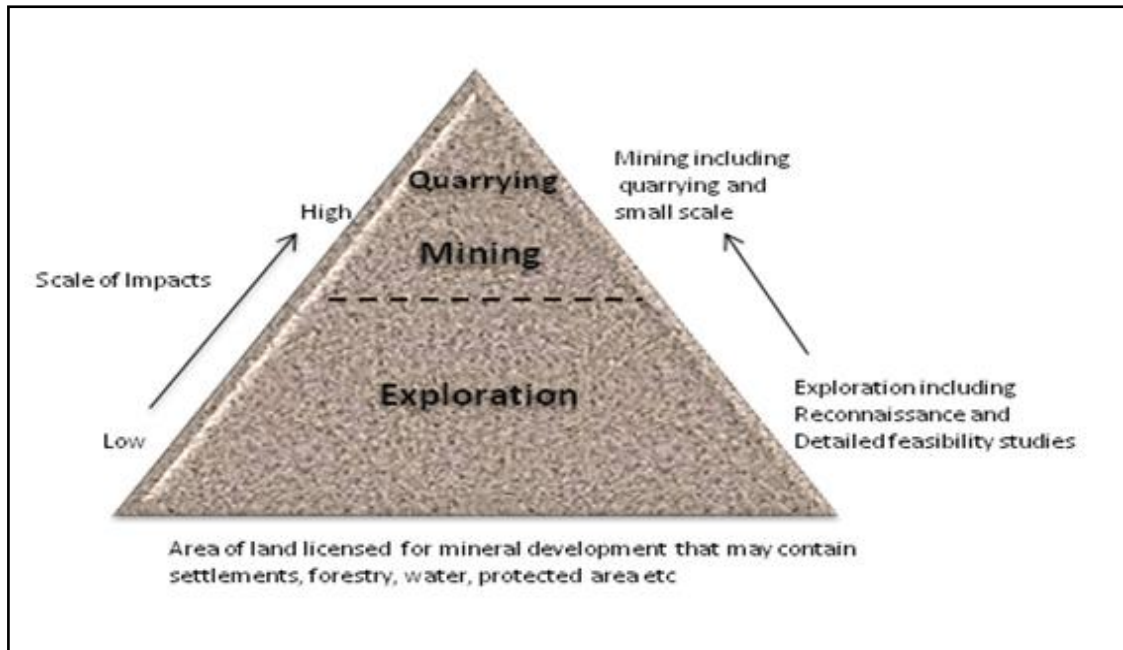 Quarrying
Mining
Exploration
High
Scale of Impacts
Low
Mining including
quarrying and
small scale
Exploration including
Reconnaissance and
Detailed feasibility studies
Area of land licensed for mineral development that may contain
settlements, forestry, water, protected area etc